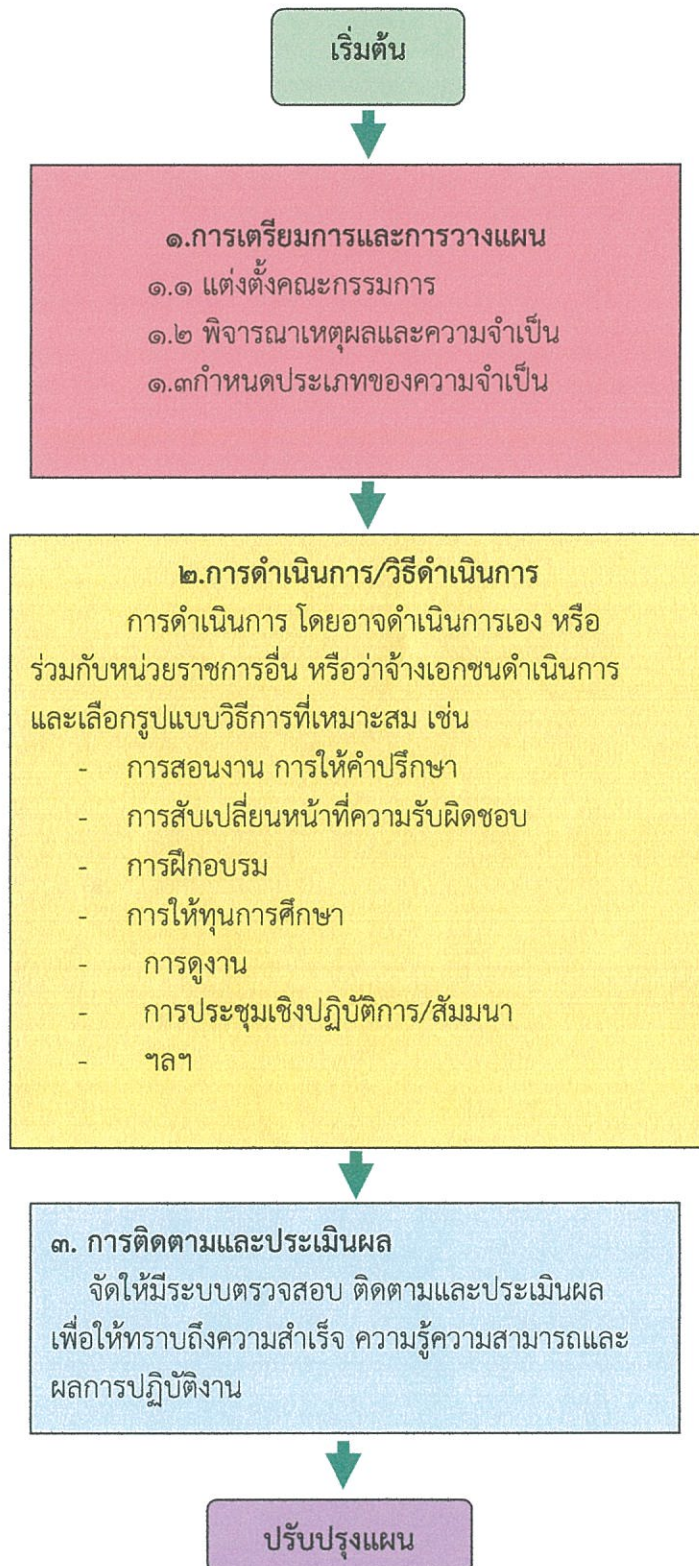 เริ่มต้น
๑.การเตรียมการและการวางแผน
๑.๑ แต่งตั้งคณะกรรมการ
๑.๒ พิจารณาเหตุผลและความจำเป็น
๑.๓กำหนดประเภทของความจำเป็น
๒.การดำเนินการ/วิธีดำเนินการ
การดำเนินการ โดยอาจดำเนินการเอง หรือ
ร่วมกับหน่วยราชการอื่น หรือว่าจ้างเอกชนดำเนินการ
และเลือกรูปแบบวิธีการที่เหมาะสม เช่น
- การสอนงาน การให้คำปรึกษา
- การสับเปลี่ยนหน้าที่ความรับผิดชอบ
- การฝึกอบรม
- การให้ทุนการศึกษา
- การดูงาน
- การประชุมเชิงปฏิบัติการ/สัมมนา
- ฯลฯ
๓. การติดตามและประเมินผล
จัดให้มีระบบตรวจสอบ ติดตามและประเมินผล
เพื่อให้ทราบถึงความสำเร็จ ความรู้ความสามารถและ
ผลการปฏิบัติงาน
ปรับปรุงแผน